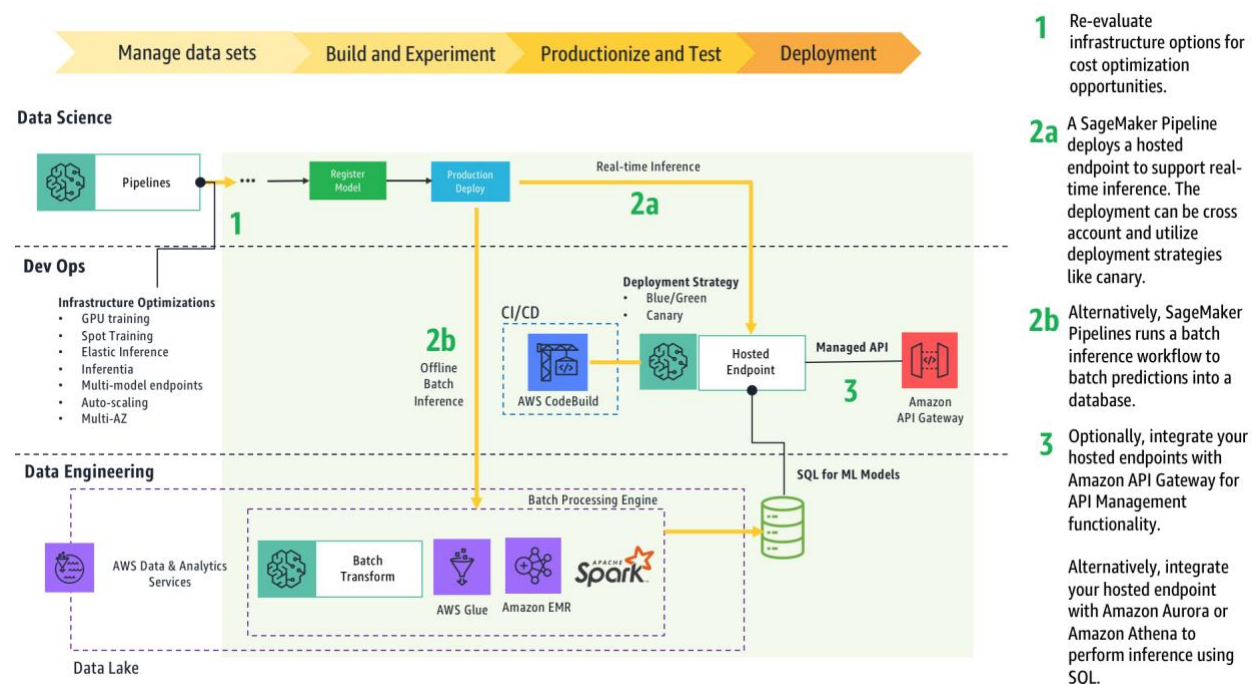 Manage data sets
Build and Experiment
Productionize and Test
Deployment
Data Science
Pipelines
...
Register
Model
Production
Deploy
Real-time Inference
2a
1
Dev Ops
Infrastructure Optimizations
• GPU training
• Spot Training
• Elastic Inference
• Inferentia
• Multi-model endpoints
• Auto-scaling
• Multi-AZ
2b
Offline
Batch
Inference
CI/CD
AWS CodeBuild
Deployment Strategy
• Blue/Green
• Canary
Hosted
Endpoint
Managed API
3
Amazon
API Gateway
Data Engineering
SQL for ML Models
Batch Processing Engine
AWS Data & Analytics
Services
Batch
Transform
AWS Glue
Amazon EMR
APACHE
Spark
Data Lake
1
Re-evaluate
infrastructure options for
cost optimization
opportunities.
2a
A SageMaker Pipeline
deploys a hosted
endpoint to support real-
time inference. The
deployment can be cross
account and utilize
deployment strategies
like canary.
2b
Alternatively, SageMaker
Pipelines runs a batch
inference workflow to
batch predictions into a
database.
3
Optionally, integrate your
hosted endpoints with
Amazon API Gateway for
API Management
functionality.
Alternatively, integrate
your hosted endpoint
with Amazon Aurora or
Amazon Athena to
perform inference using
SQL.